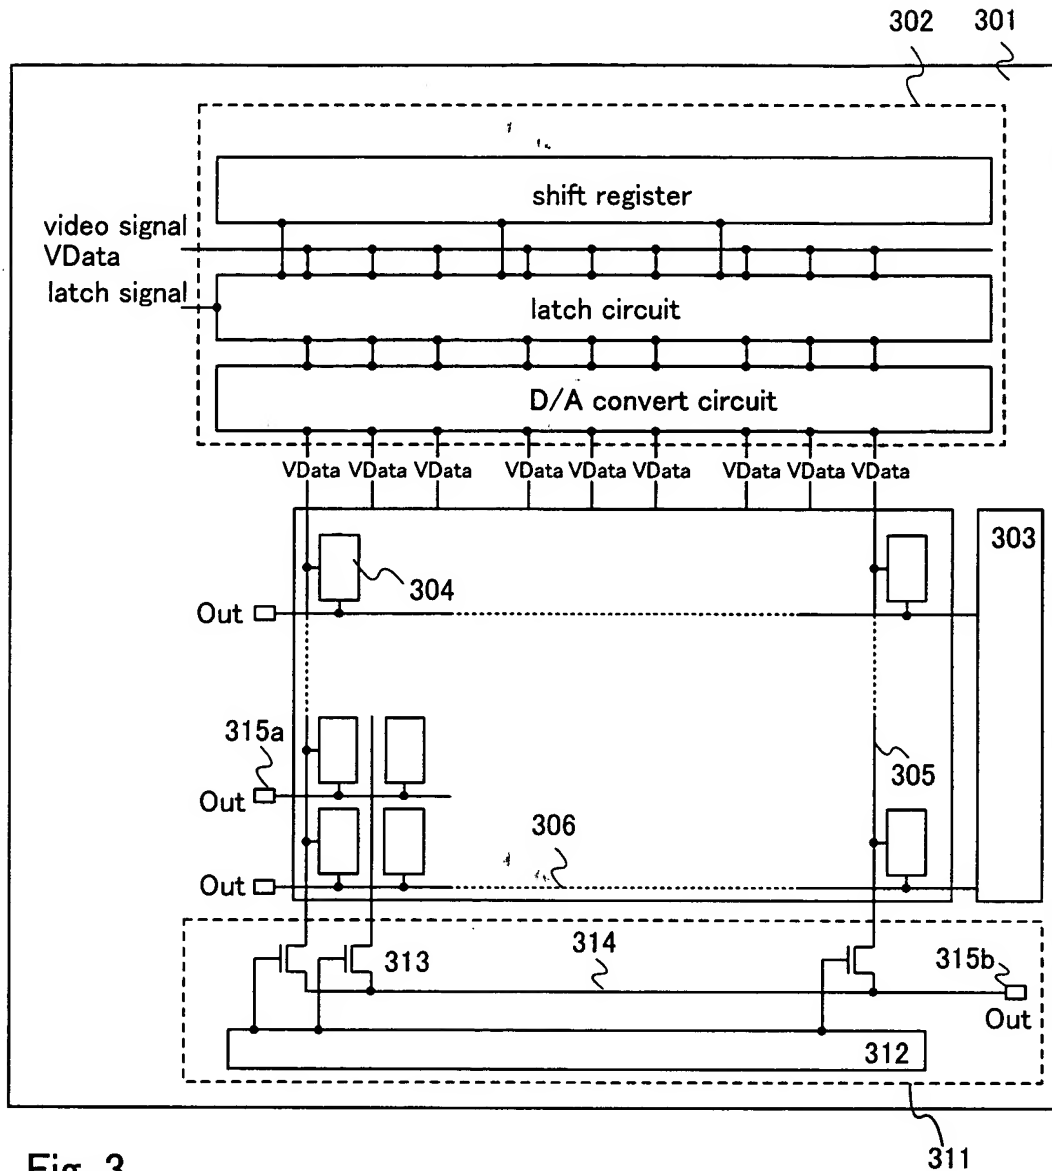 302 301
shift register
video signal
VData
latch signal
latch circuit
D/A convert circuit
VData VData VData VData VData VData VData VData VData
303
304
Out
315a
305
Out
306
Out
313
314
315b
Out
312
311
Fig. 3